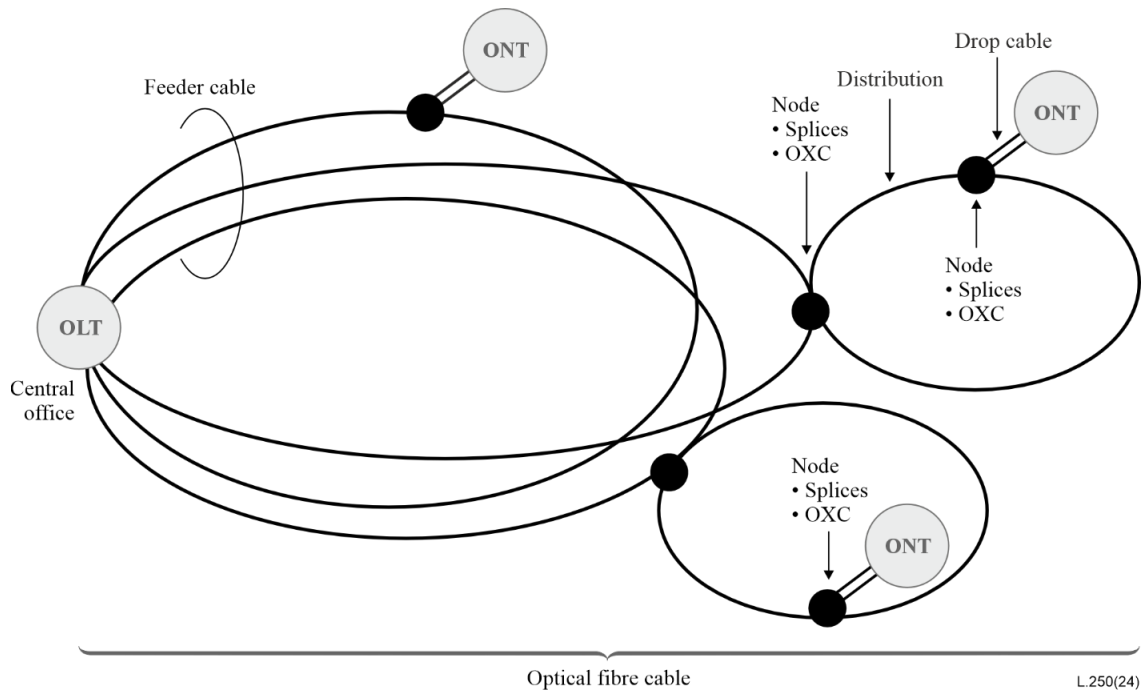 ONT
Drop cable
Feeder cable
Distribution
Node
• Splices
• OXC
ONT
Node
• Splices
• OXC
OLT
Central
office
Node
• Splices
• OXC
ONT
Optical fibre cable
L.250(24)